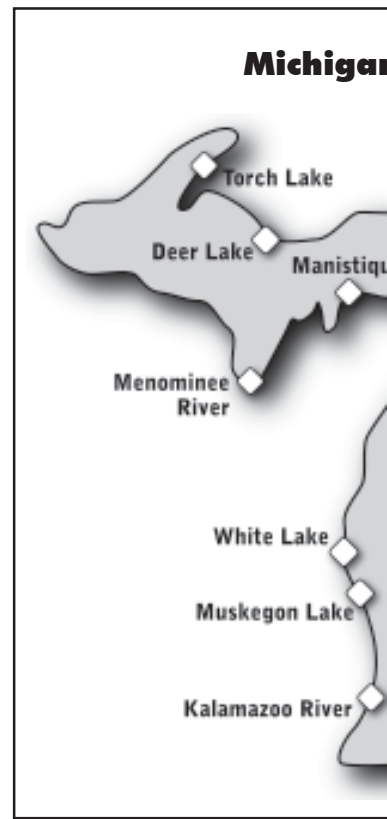 Michigan
Torch Lake
Deer Lake
Manistiqu
Menominee
River
White Lake
Muskegon Lake
Kalamazoo River